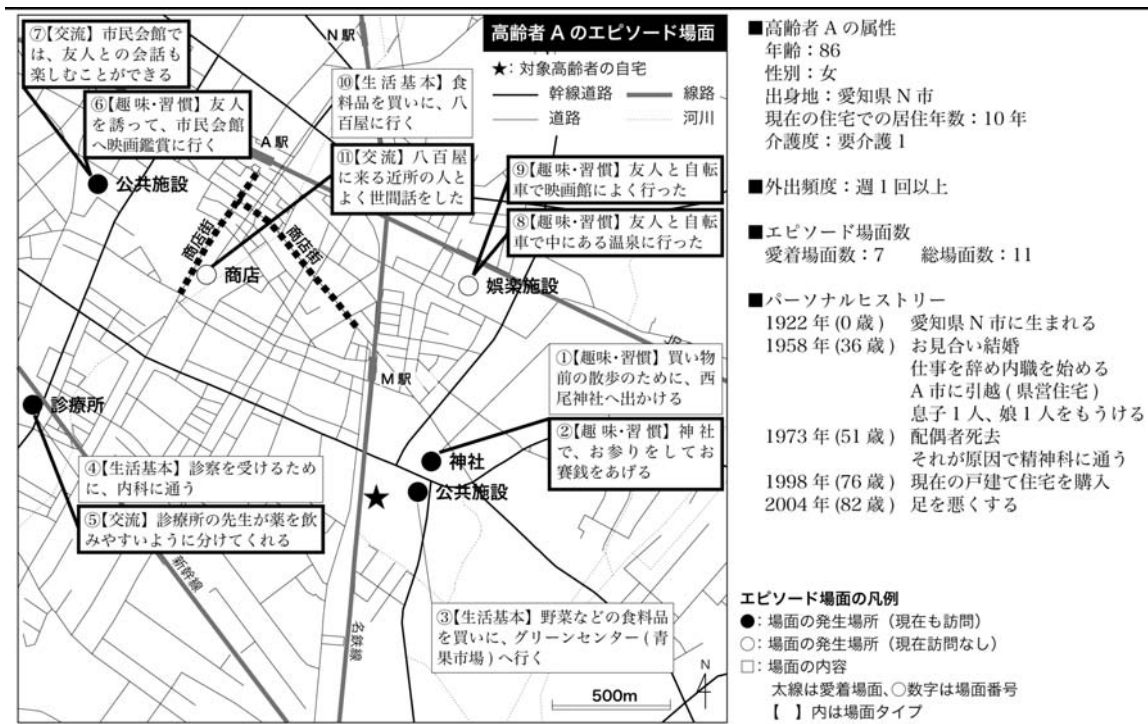 ⑦【交流】市民会館で
は、友人との会話も
楽しむことができる
⑥【趣味・習慣】友人
を誘って、市民会館
へ映画鑑賞に行く
公共施設
N駅
高齢者Aのエピソード場面
★：対象高齢者の自宅
幹線道路
線路
道路
河川
⑩【生活基本】食
料品を買いに、八
百屋に行く
A駅
⑪【交流】八百屋
に来る近所の人と
よく世間話をした
⑨【趣味・習慣】友人と自転
車で映画館によく行った
⑧【趣味・習慣】友人と自転
車で中にある温泉に行った
商店街
商店街
商店
娯楽施設
JR
①【趣味・習慣】買い物
前の散歩のために、西
尾神社へ出かける
M駅
診療所
②【趣味・習慣】神社
で、お参りをしてお
賽銭をあげる
神社
④【生活基本】診察を受けるため
に、内科に通う
★
公共施設
⑤【交流】診療所の先生が薬を飲
みやすいように分けてくれる
新幹線
③【生活基本】野菜などの食料品
を買いに、グリーンセンター(青
果市場)へ行く
名鉄線
N
500m
■高齢者Aの属性
年齢：86
性別：女
出身地：愛知県N市
現在の住宅での居住年数：10年
介護度：要介護1
■外出頻度：週1回以上
■エピソード場面数
愛着場面数：7 総場面数：11
■パーソナルヒストリー
1922年(0歳) 愛知県N市に生まれる
1958年(36歳) お見合い結婚
仕事を辞め内職を始める
A市に引越(県営住宅)
息子1人、娘1人をもうける
1973年(51歳) 配偶者死去
それが原因で精神科に通う
1998年(76歳) 現在の戸建て住宅を購入
2004年(82歳) 足を悪くする
エピソード場面の凡例
●：場面の発生場所（現在も訪問）
○：場面の発生場所（現在訪問なし）
□：場面の内容
太線は愛着場面、○数字は場面番号
【 】内は場面タイプ